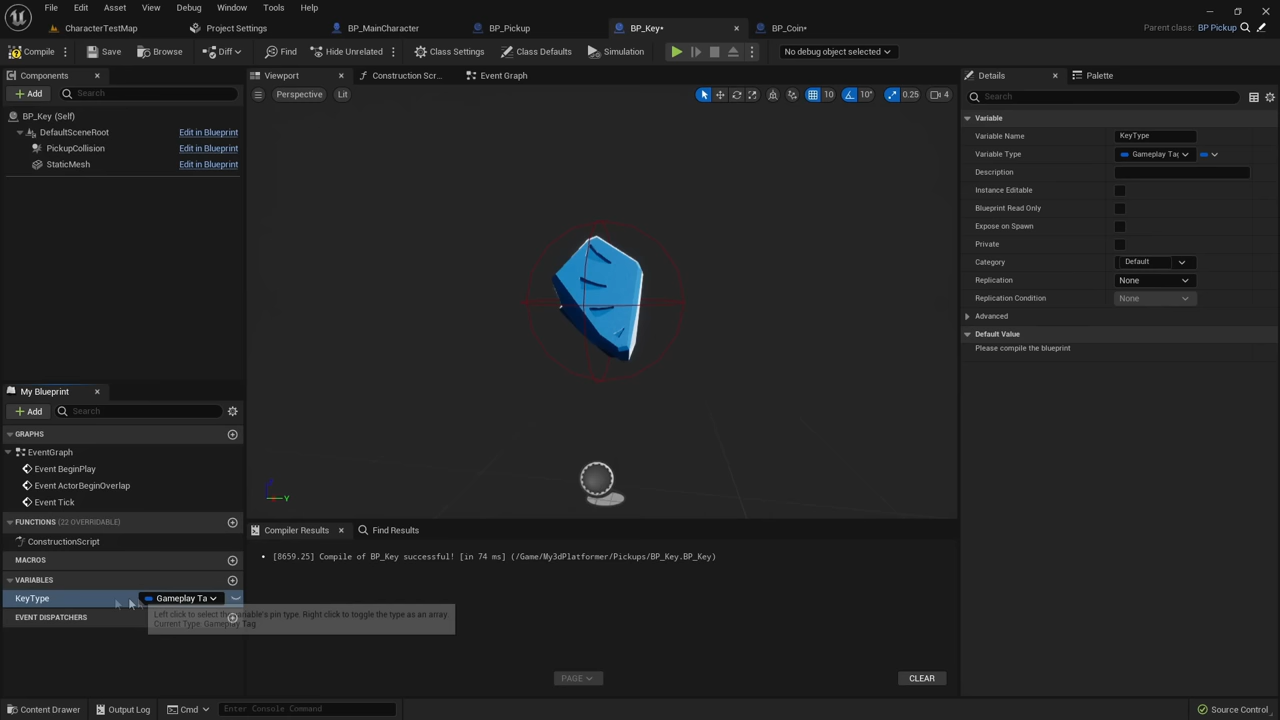 File Edit Asset View Debug Window Tools Help
CharacterTestMap Project Settings BP_MainCharacter BP_Pickup BP_Key* BP_Coin* Parent class: BP Pickup
Compile Save Browse Diff Find Hide Unrelated Class Settings Class Defaults Simulation No debug object selected
Components Viewport Construction Scr... Event Graph Details Palette
Add Search Perspective Lit 10 10° 0.25 4 Search
BP_Key (Self) Variable
DefaultSceneRoot Edit in Blueprint Variable Name KeyType
PickupCollision Edit in Blueprint Variable Type Gameplay Tag
StaticMesh Edit in Blueprint Description
Instance Editable
Blueprint Read Only
Expose on Spawn
Private
Category Default
Replication None
Replication Condition None
Advanced
Default Value
Please compile the blueprint
My Blueprint
Add Search
GRAPHS
EventGraph
Event BeginPlay
Event ActorBeginOverlap
Event Tick
Y
FUNCTIONS (22 OVERRIDABLE)
ConstructionScript
MACROS
VARIABLES
KeyType Gameplay Ta
EVENT DISPATCHERS
Left click to select the variable's pin type. Right click to toggle the type as an array.
Current Type: Gameplay Tag
Compiler Results Find Results
[8659.25] Compile of BP_Key successful! [in 74 ms] (/Game/My3dPlatformer/Pickups/BP_Key.BP_Key)
PAGE CLEAR
Content Drawer Output Log Cmd Enter Console Command Source Control